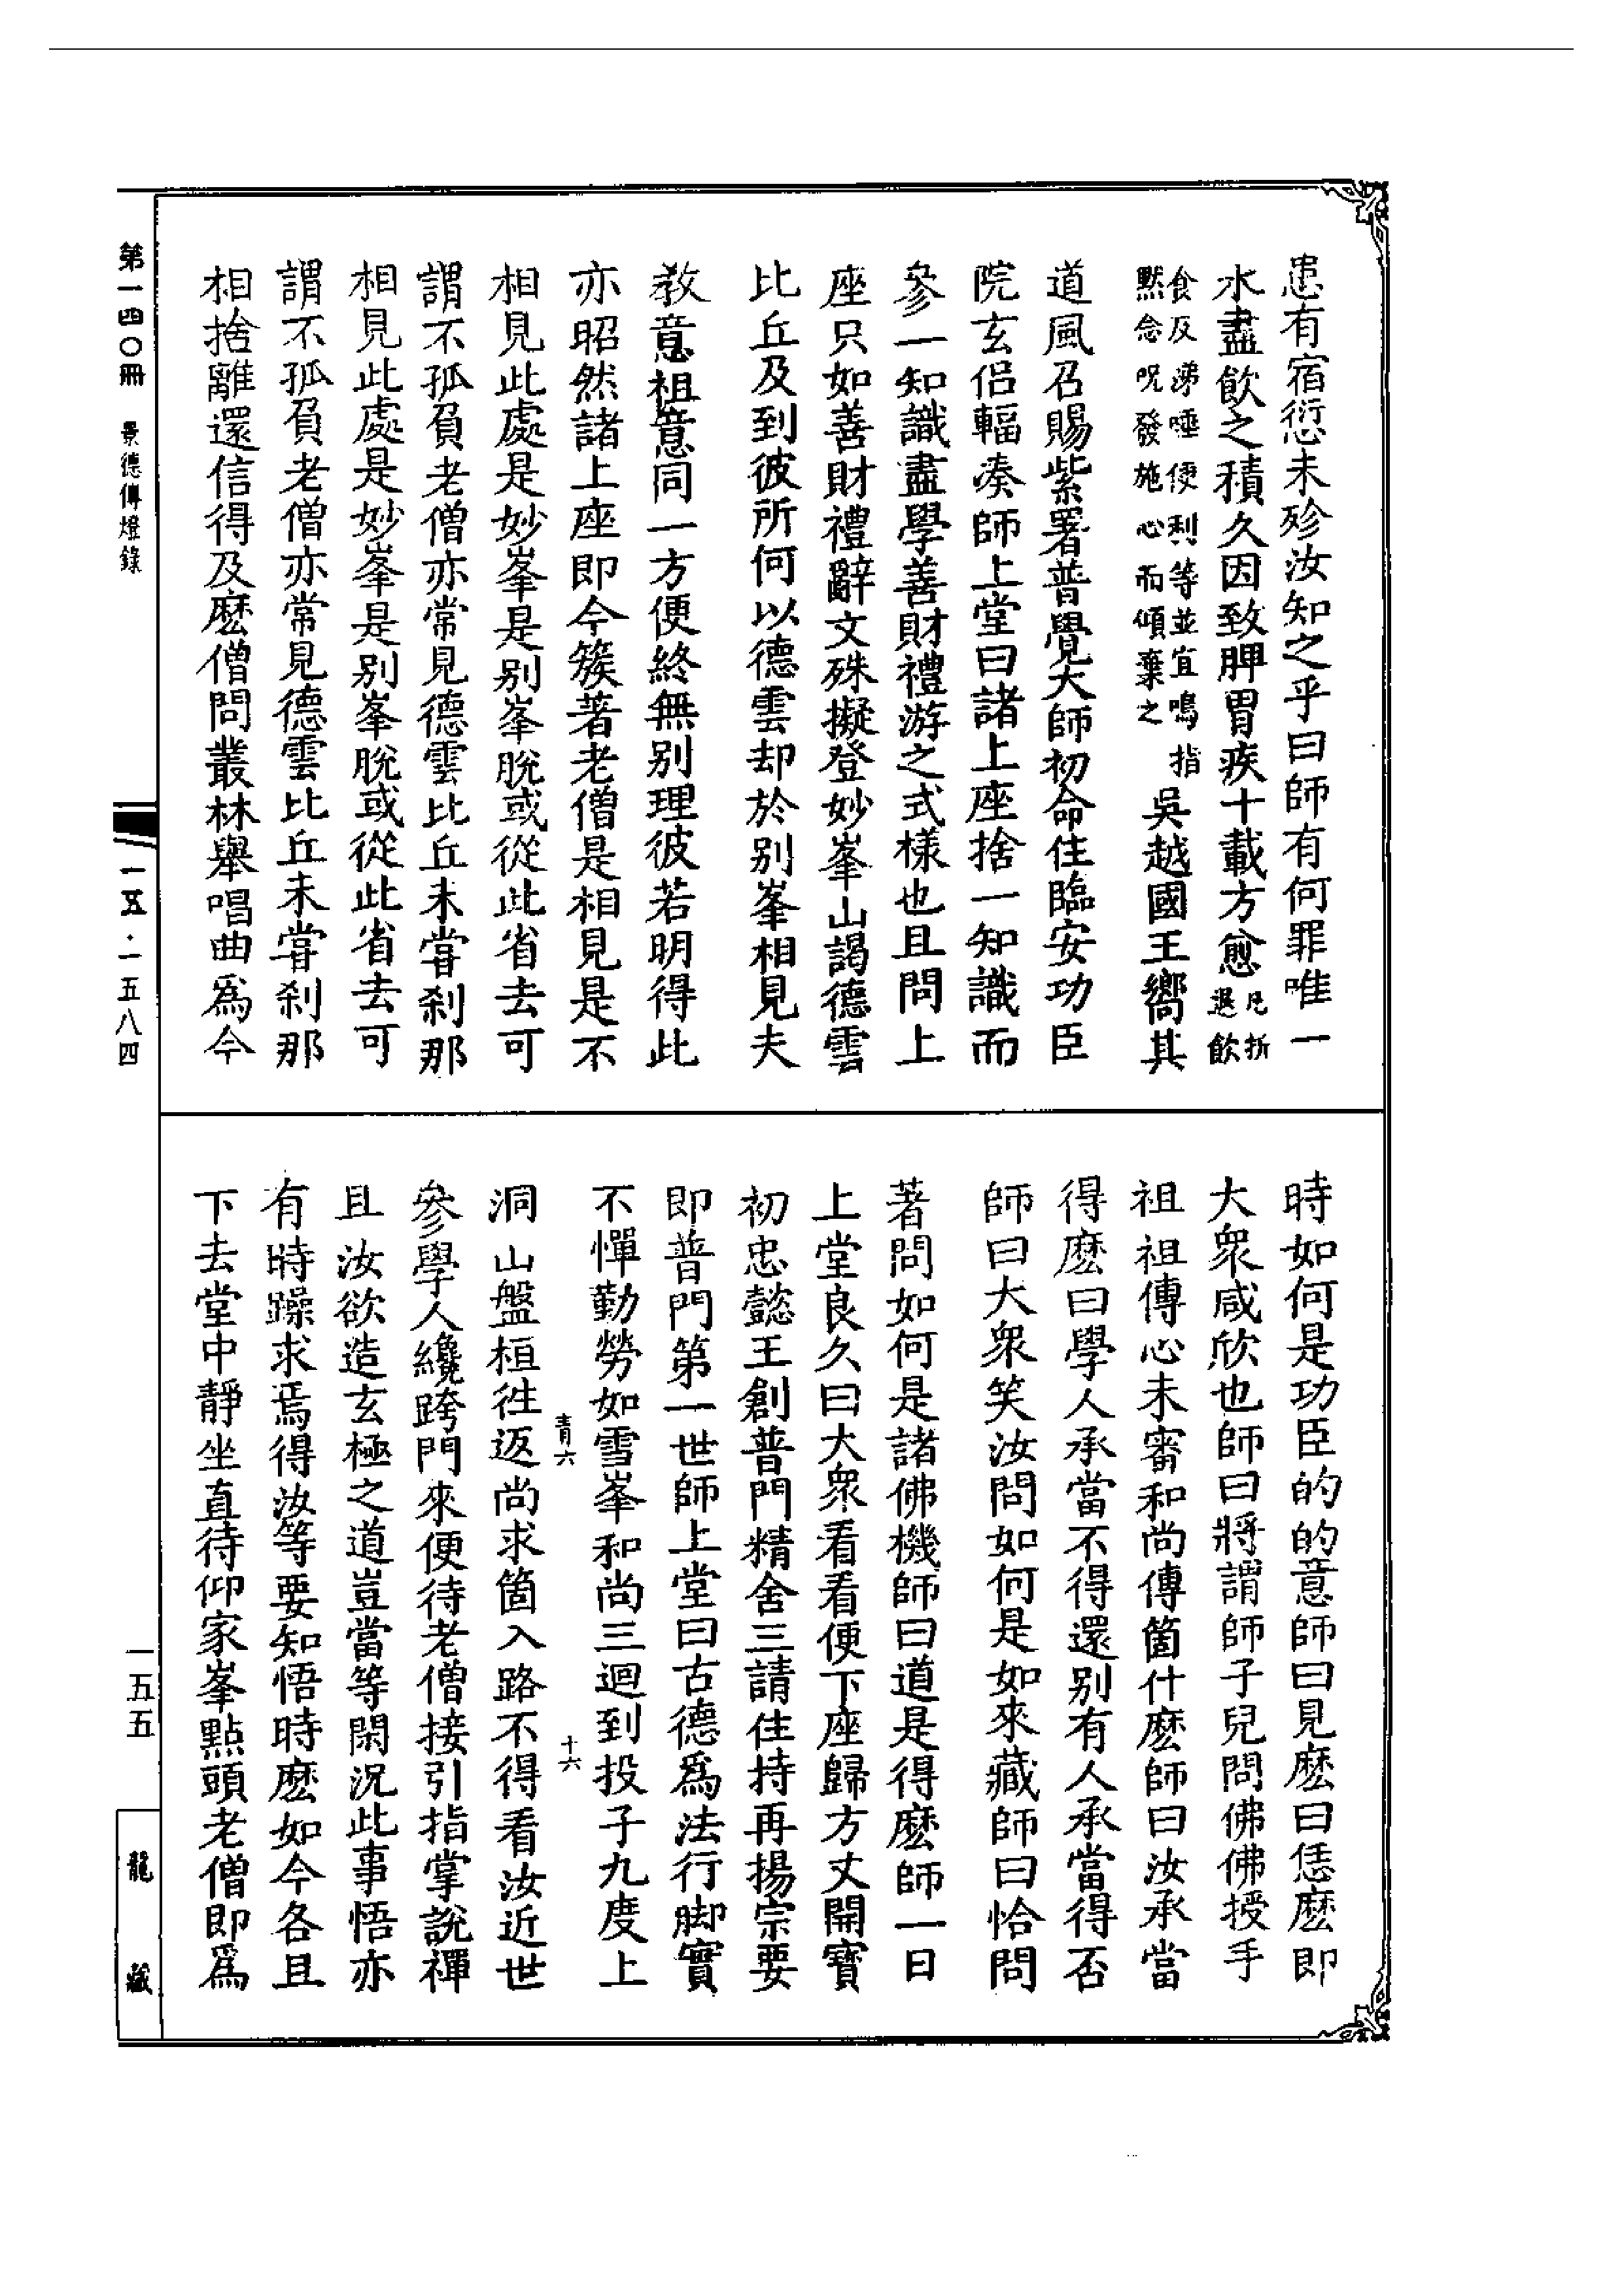 患有宿愆未殄汝知之乎曰師有何罪唯一
水盡飲之積久因致脾胃疾十載方愈凡折
退飲
食及涕唾便利等並宜鳴指
黙念呪發施心而傾棄之
吳越國王嚮其
道風召賜紫署普覺大師初命住臨安功臣
院玄侶輻湊師上堂曰諸上座捨一知識而
參一知識盡學善財禮游之式樣也且問上
座只如善財禮辭文殊擬登妙峯山謁德雲
比丘及到彼所何以德雲却於別峯相見夫
教意祖意同一方便終無別理彼若明得此
亦昭然諸上座即今簇著老僧是相見是不
相見此處是妙峯是別峯脫或從此省去可
謂不孤負老僧亦常見德雲比丘未甞刹那
相見此處是妙峯是別峯脫或從此省去可
謂不孤負老僧亦常見德雲比丘未甞刹那
相捨離還信得及麽僧問叢林舉唱曲爲今
時如何是功臣的的意師曰見麽曰恁麽即
大衆咸欣也師曰將謂師子兒問佛佛授手
祖祖傳心未審和尚傳箇什麽師曰汝承當
得麽曰學人承當不得還別有人承當得否
師曰大衆笑汝問如何是如來藏師曰恰問
著問如何是諸佛機師曰道是得麽師一日
上堂良久曰大衆看看便下座歸方丈開寶
初忠懿王創普門精舍三請住持再揚宗要
即普門第一世師上堂曰古德爲法行脚實
不憚勤勞如雪峯和尚三迴到投子九度上
青六
十六
洞山盤桓往返尚求箇入路不得看汝近世
參學人纔跨門來便待老僧接引指掌說禪
且汝欲造玄極之道豈當等閑況此事悟亦
有時躁求焉得汝等要知悟時麽如今各且
下去堂中靜坐直待仰家峯點頭老僧即爲
第一四〇冊
景德傳燈錄
一五·一五八四
一五五
龍藏